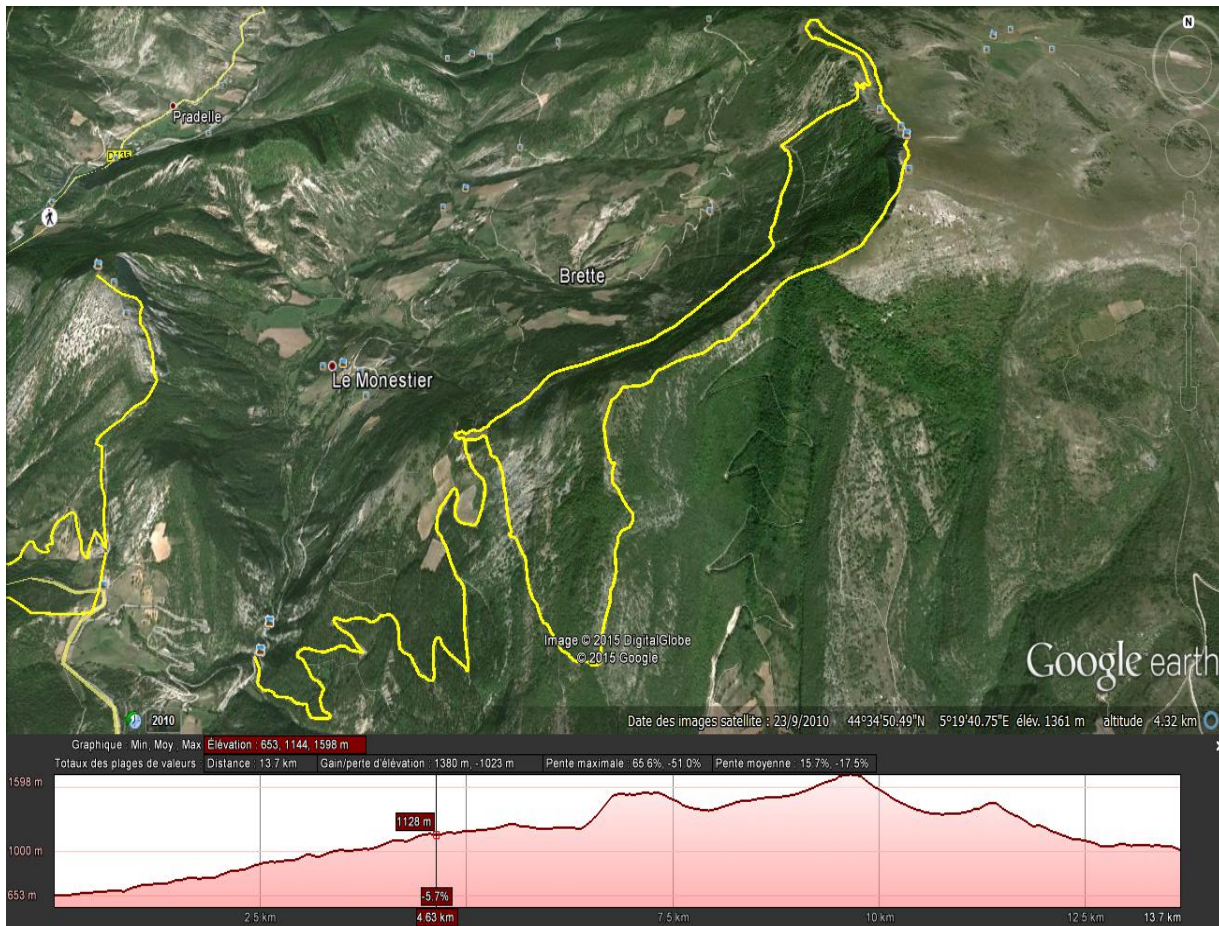 N
Pradelle
D135
Brette
Le Monestier
Image © 2015 DigitalGlobe
© 2015 Google
Google earth
2010
Date des images satellite : 23/9/2010 44°34'50.49"N 5°19'40.75"E élév. 1361 m altitude 4.32 km
Graphique : Min, Moy , Max Élévation : 653, 1144, 1598 m
Totaux des plages de valeurs : Distance : 13.7 km Gain/perte d'élévation : 1380 m, -1023 m Pente maximale : 65.6%, -51.0% Pente moyenne : 15.7%, -17.5%
1598 m
1128 m
1000 m
653 m
-5.7%
2.5 km 4.63 km 7.5 km 10 km 12.5 km 13.7 km